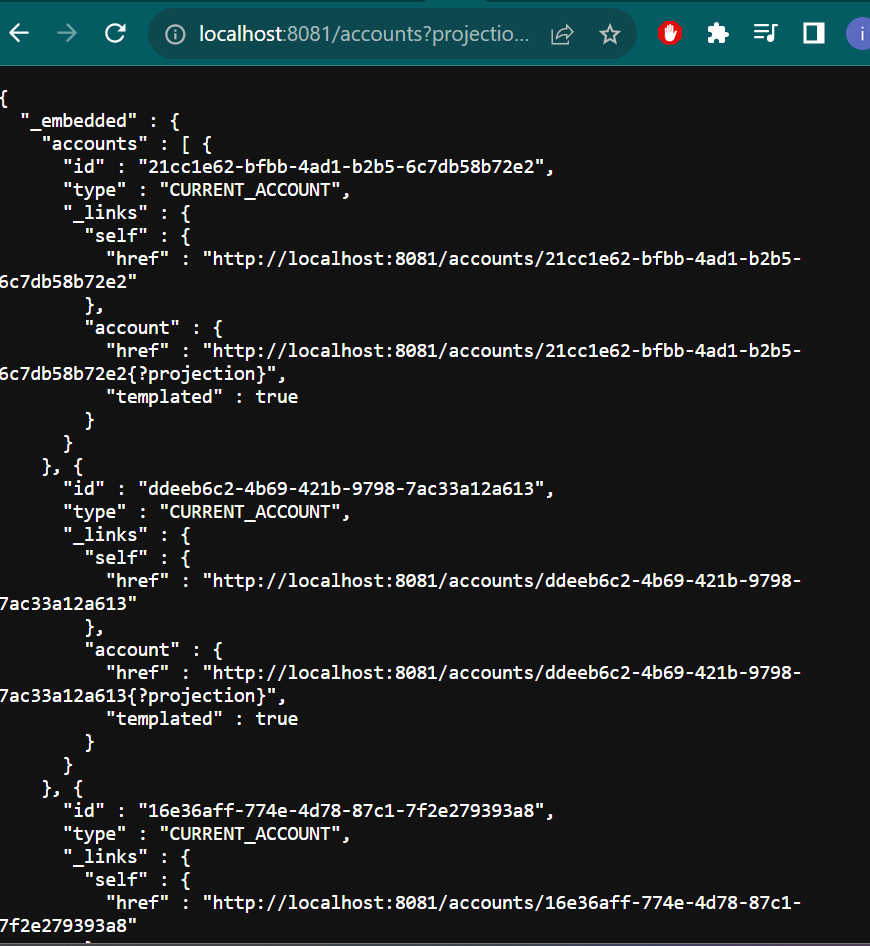 localhost:8081/accounts?projectio...
i
{
  "_embedded" : {
    "accounts" : [ {
      "id" : "21cc1e62-bfbb-4ad1-b2b5-6c7db58b72e2",
      "type" : "CURRENT_ACCOUNT",
      "_links" : {
        "self" : {
          "href" : "http://localhost:8081/accounts/21cc1e62-bfbb-4ad1-b2b5-
6c7db58b72e2"
        },
        "account" : {
          "href" : "http://localhost:8081/accounts/21cc1e62-bfbb-4ad1-b2b5-
6c7db58b72e2{?projection}",
          "templated" : true
        }
      }
    }, {
      "id" : "ddeeb6c2-4b69-421b-9798-7ac33a12a613",
      "type" : "CURRENT_ACCOUNT",
      "_links" : {
        "self" : {
          "href" : "http://localhost:8081/accounts/ddeeb6c2-4b69-421b-9798-
7ac33a12a613"
        },
        "account" : {
          "href" : "http://localhost:8081/accounts/ddeeb6c2-4b69-421b-9798-
7ac33a12a613{?projection}",
          "templated" : true
        }
      }
    }, {
      "id" : "16e36aff-774e-4d78-87c1-7f2e279393a8",
      "type" : "CURRENT_ACCOUNT",
      "_links" : {
        "self" : {
          "href" : "http://localhost:8081/accounts/16e36aff-774e-4d78-87c1-
7f2e279393a8"